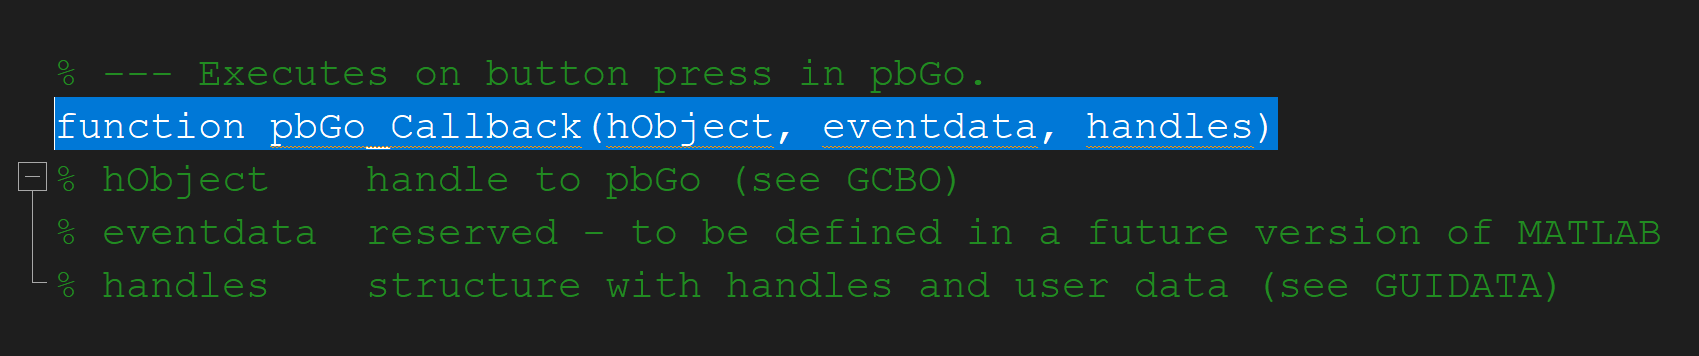 % --- Executes on button press in pbGo.
function pbGo_Callback(hObject, eventdata, handles)
% hObject    handle to pbGo (see GCBO)
% eventdata  reserved - to be defined in a future version of MATLAB
% handles    structure with handles and user data (see GUIDATA)